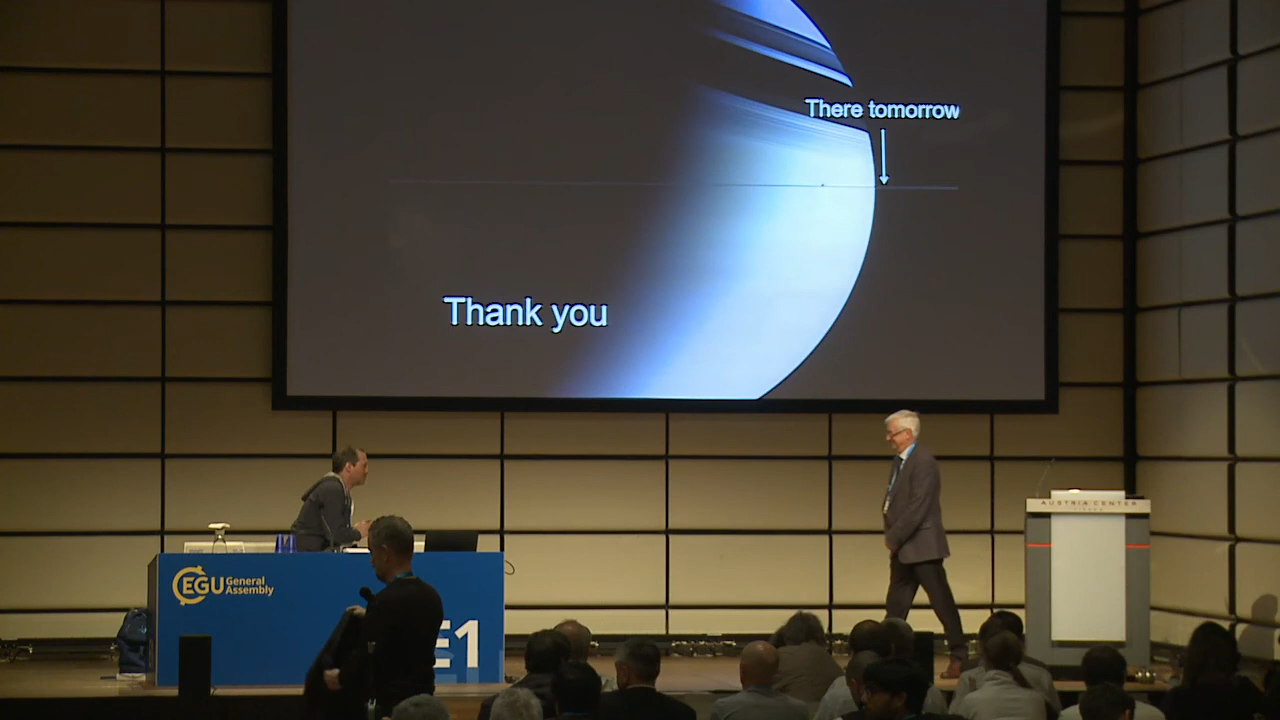 There tomorrow
Thank you
AUSTRIA CENTER
EGU General
Assembly
E1